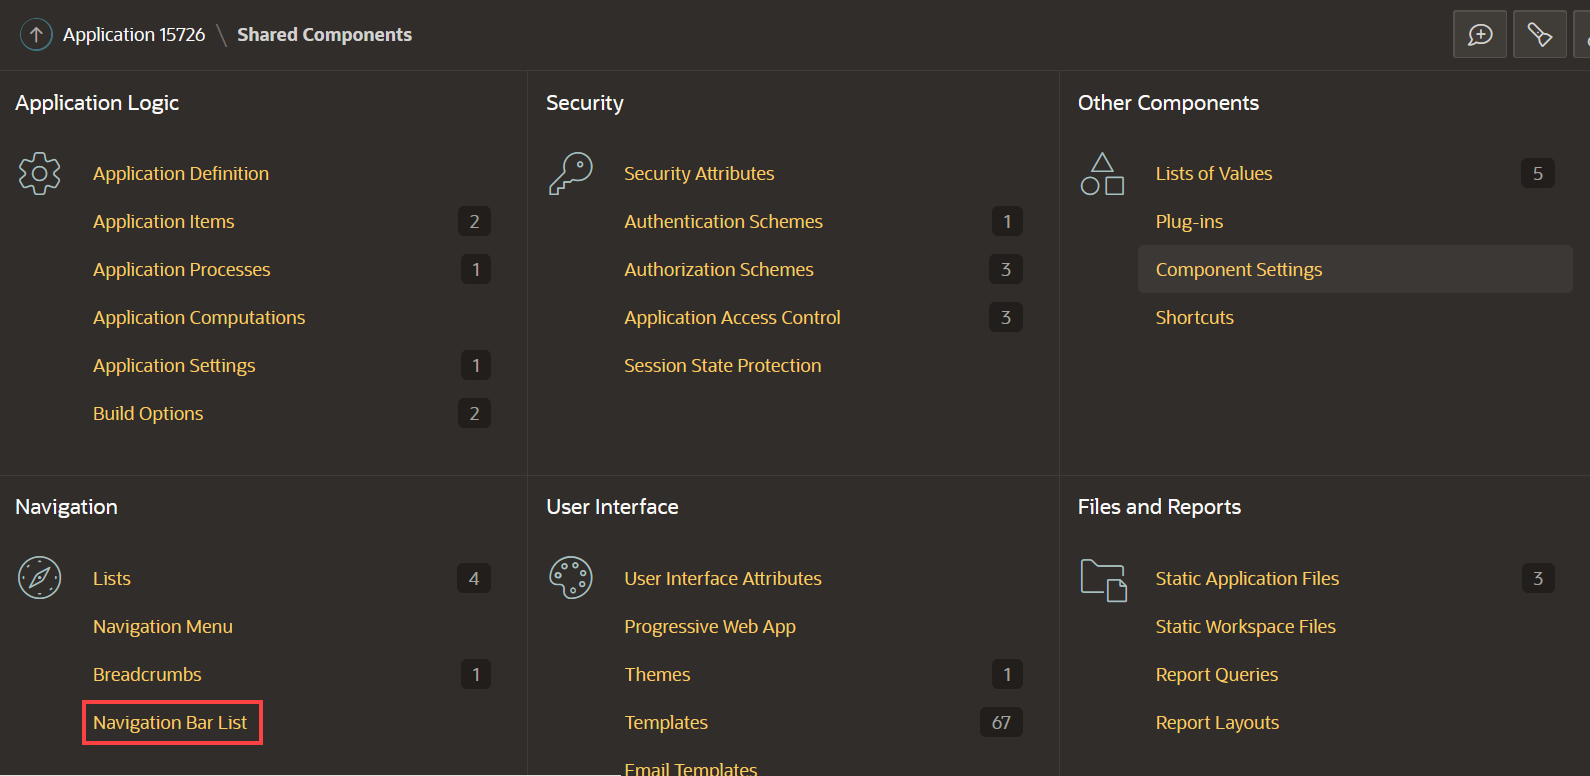 Application 15726 \ Shared Components
Application Logic
Application Definition
Application Items 2
Application Processes 1
Application Computations
Application Settings 1
Build Options 2
Security
Security Attributes
Authentication Schemes 1
Authorization Schemes 3
Application Access Control 3
Session State Protection
Other Components
Lists of Values 5
Plug-ins
Component Settings
Shortcuts
Navigation
Lists 4
Navigation Menu
Breadcrumbs 1
Navigation Bar List
User Interface
User Interface Attributes
Progressive Web App
Themes 1
Templates 67
Email Templates
Files and Reports
Static Application Files 3
Static Workspace Files
Report Queries
Report Layouts